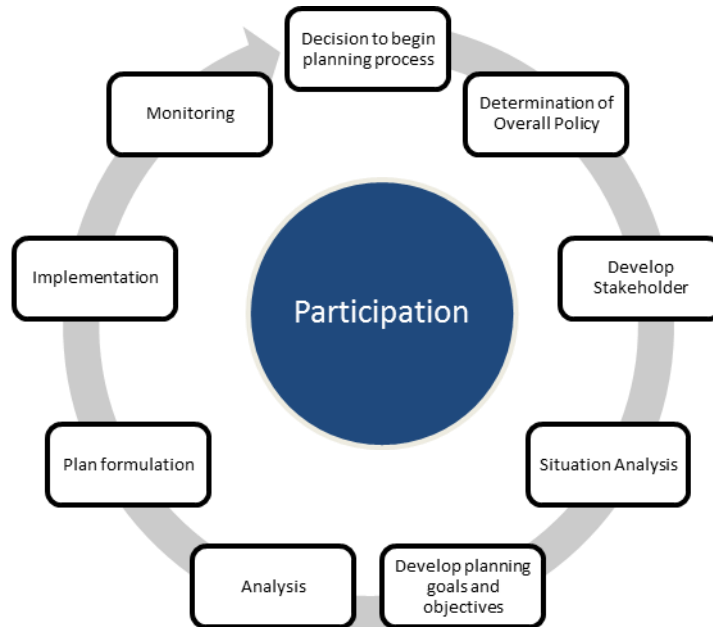 Decision to begin
planning process
Determination of
Overall Policy
Develop
Stakeholder
Situation Analysis
Develop planning
goals and
objectives
Analysis
Plan formulation
Implementation
Monitoring
Participation